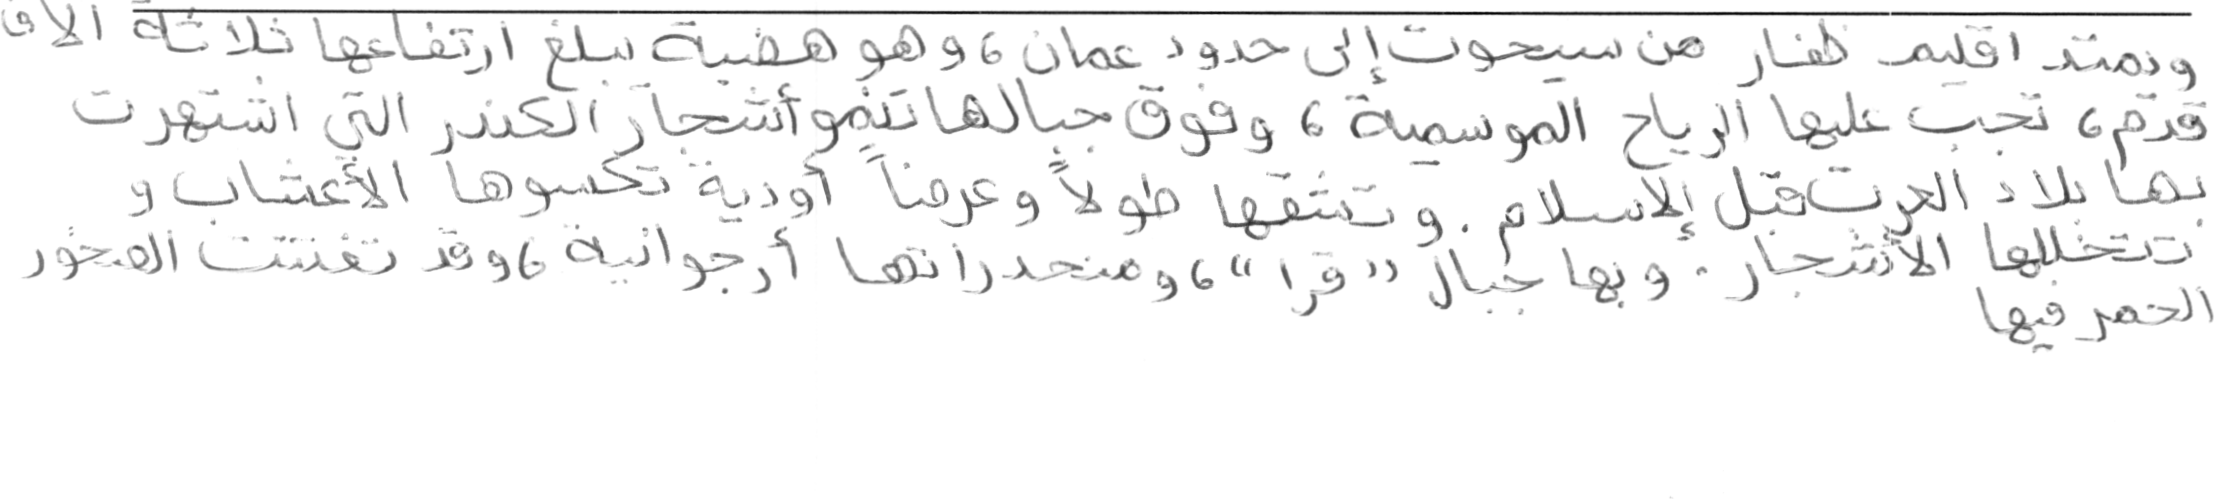 ويمتد اقليم ظفار من سيحوت إلى حدود عمان، وهو هضبة يبلغ ارتفاعها ثلاثة الاف
قدم، تجب عليها الرياح الموسمية، وفوق جبالها تنمو أشجار الكندر التي اشتهرت
بها بلاد العرب قبل الإسلام. وتشقها طولاً وعرضاً أودية تكسوها الأعشاب و
تتخللها الأشجار. وبها جبال "قرا"، ومنحدراتها أرجوانية، وقد تفتتت الصخور
الحمر فيها